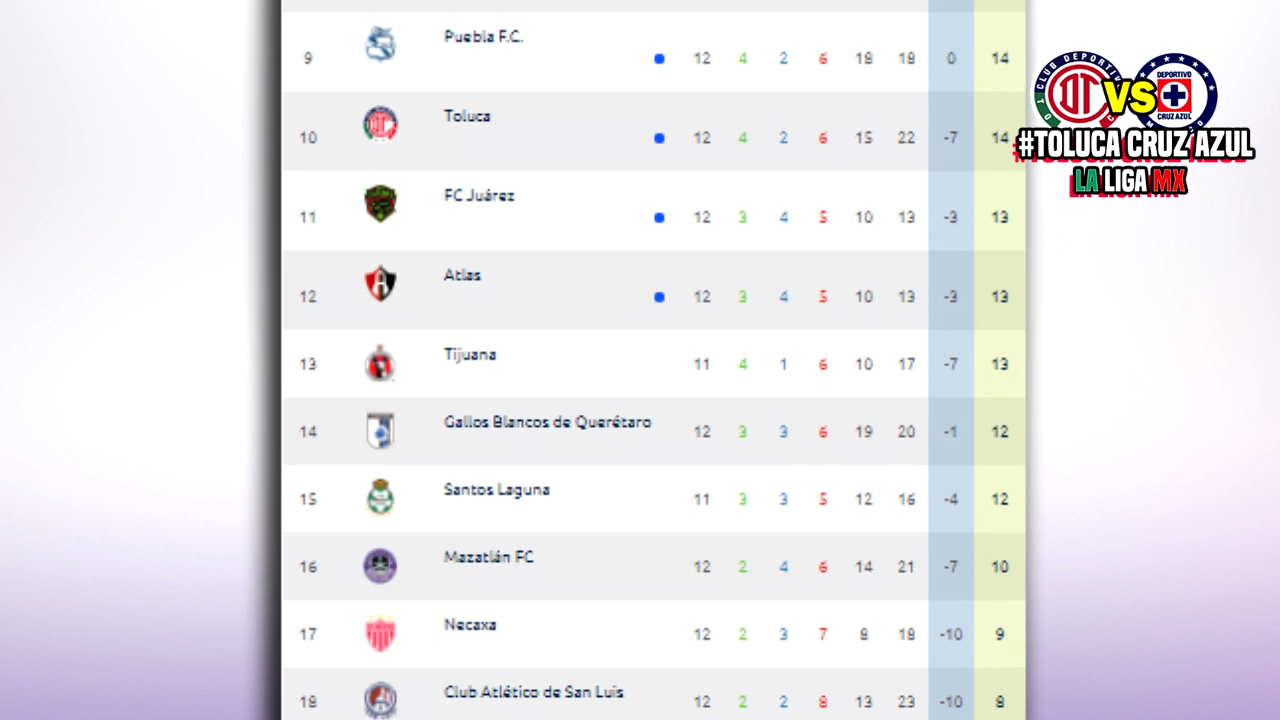 9 Puebla F.C. 12 4 2 6 18 18 0 14
10 Toluca 12 4 2 6 15 22 -7 14
11 FC Juárez 12 3 4 5 10 13 -3 13
12 Atlas 12 3 4 5 10 13 -3 13
13 Tijuana 11 4 1 6 10 17 -7 13
14 Gallos Blancos de Querétaro 12 3 3 6 19 20 -1 12
15 Santos Laguna 11 3 3 5 12 16 -4 12
16 Mazatlán FC 12 2 4 6 14 21 -7 10
17 Necaxa 12 2 3 7 8 18 -10 9
18 Club Atlético de San Luis 12 2 2 8 13 23 -10 8
CLUB DEPORTIVO
VS
DEPORTIVO
CRUZ AZUL
#TOLUCA CRUZ AZUL
LA LIGA MX